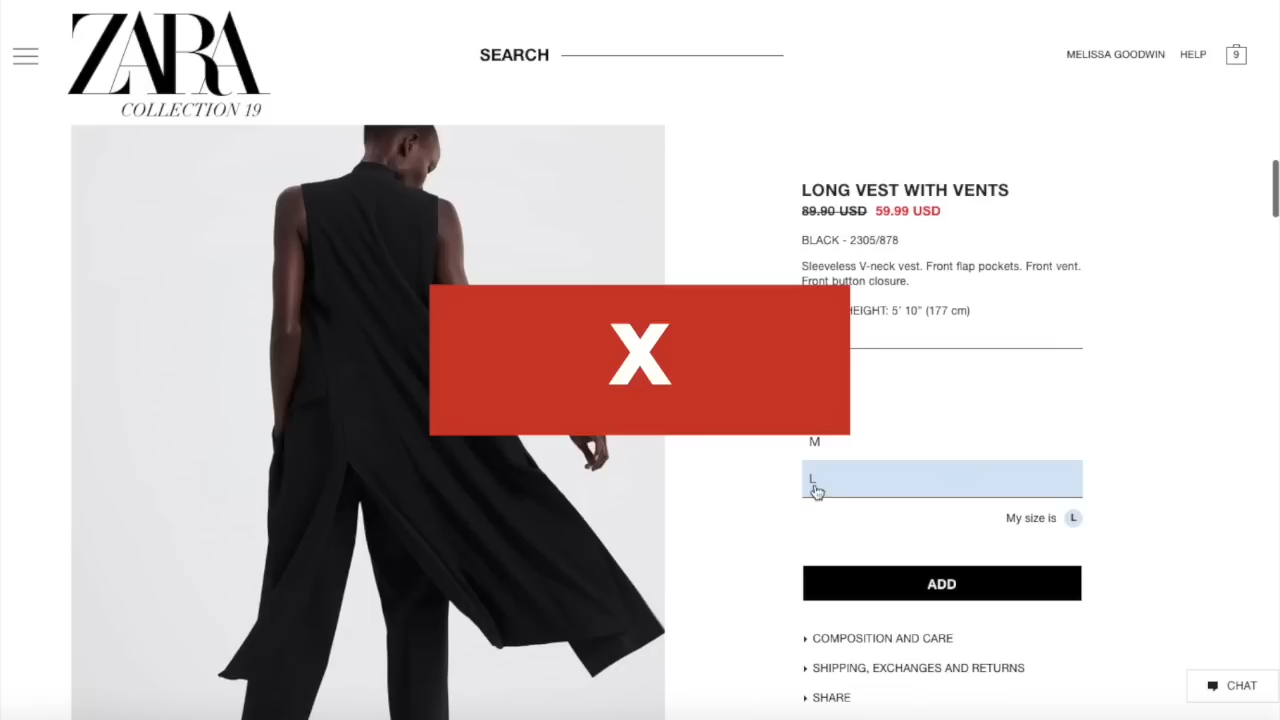 ZARA
COLLECTION 19
SEARCH
MELISSA GOODWIN
HELP
9
LONG VEST WITH VENTS
89.90 USD 59.99 USD
BLACK - 2305/878
Sleeveless V-neck vest. Front flap pockets. Front vent.
Front button closure.
HEIGHT: 5' 10" (177 cm)
X
M
L
My size is L
ADD
COMPOSITION AND CARE
SHIPPING, EXCHANGES AND RETURNS
SHARE
CHAT